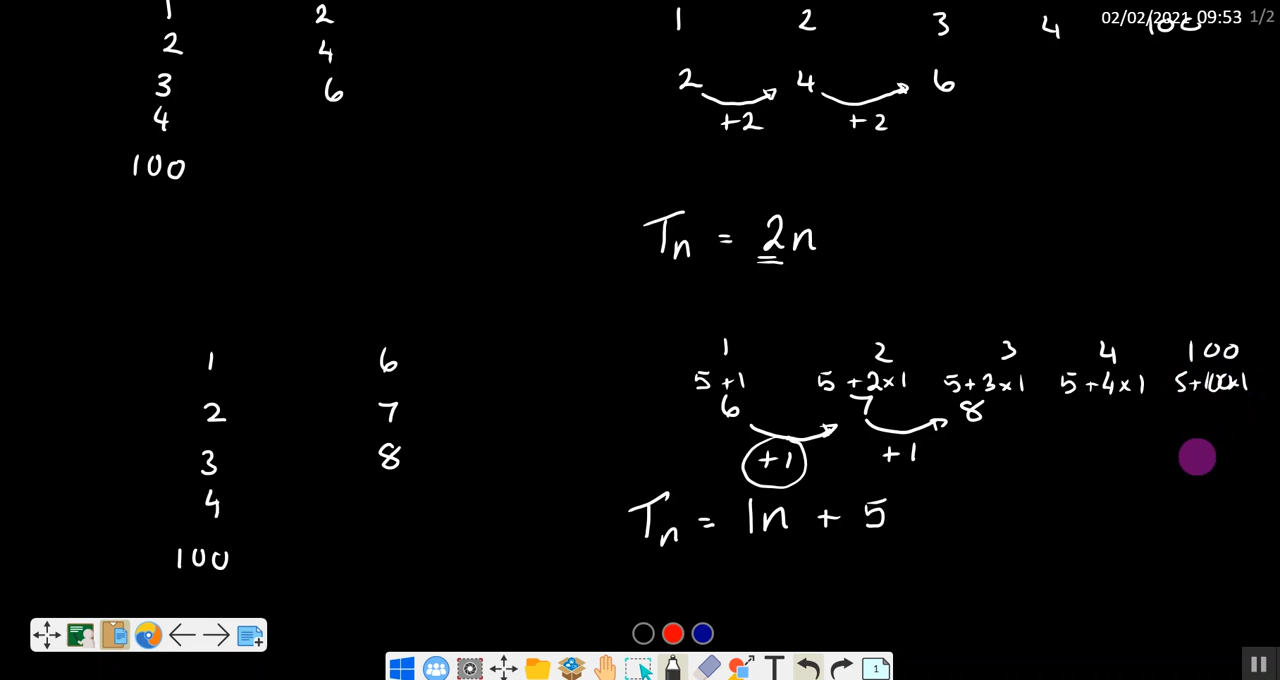 1 2 1 2 3 4 100
02/02/2021 09:53 1/2
2 4
3 6 2 4 6
4 +2 +2
100
Tn = 2n
1 6 1 2 3 4 100
5+1 5+2×1 5+3×1 5+4×1 5+100×1
2 7 6 7 8
3 8 +1 +1
4
Tn = 1n + 5
100
1